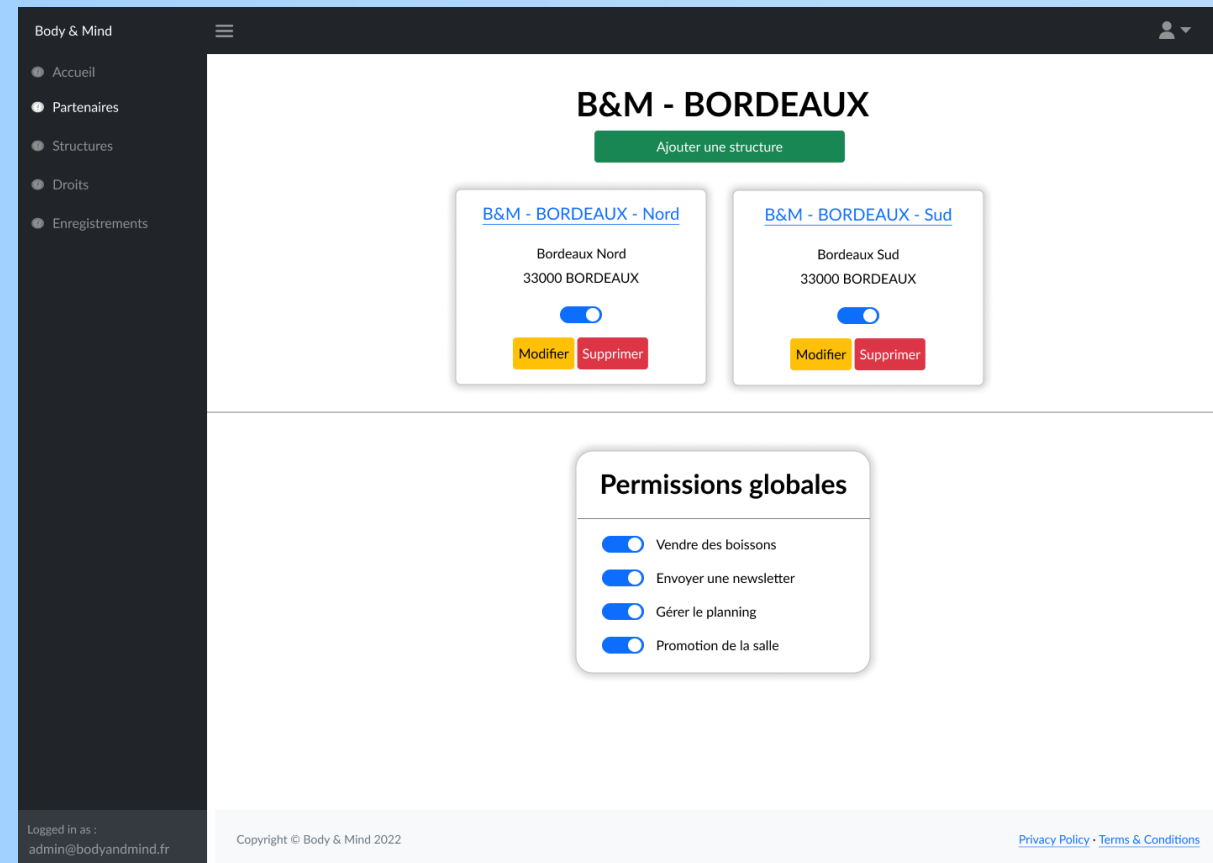 Body & Mind
Accueil
Partenaires
Structures
Droits
Enregistrements
Logged in as :
admin@bodyandmind.fr
B&M - BORDEAUX
Ajouter une structure
B&M - BORDEAUX - Nord
Bordeaux Nord
33000 BORDEAUX
Modifier Supprimer
B&M - BORDEAUX - Sud
Bordeaux Sud
33000 BORDEAUX
Modifier Supprimer
Permissions globales
Vendre des boissons
Envoyer une newsletter
Gérer le planning
Promotion de la salle
Copyright © Body & Mind 2022
Privacy Policy · Terms & Conditions